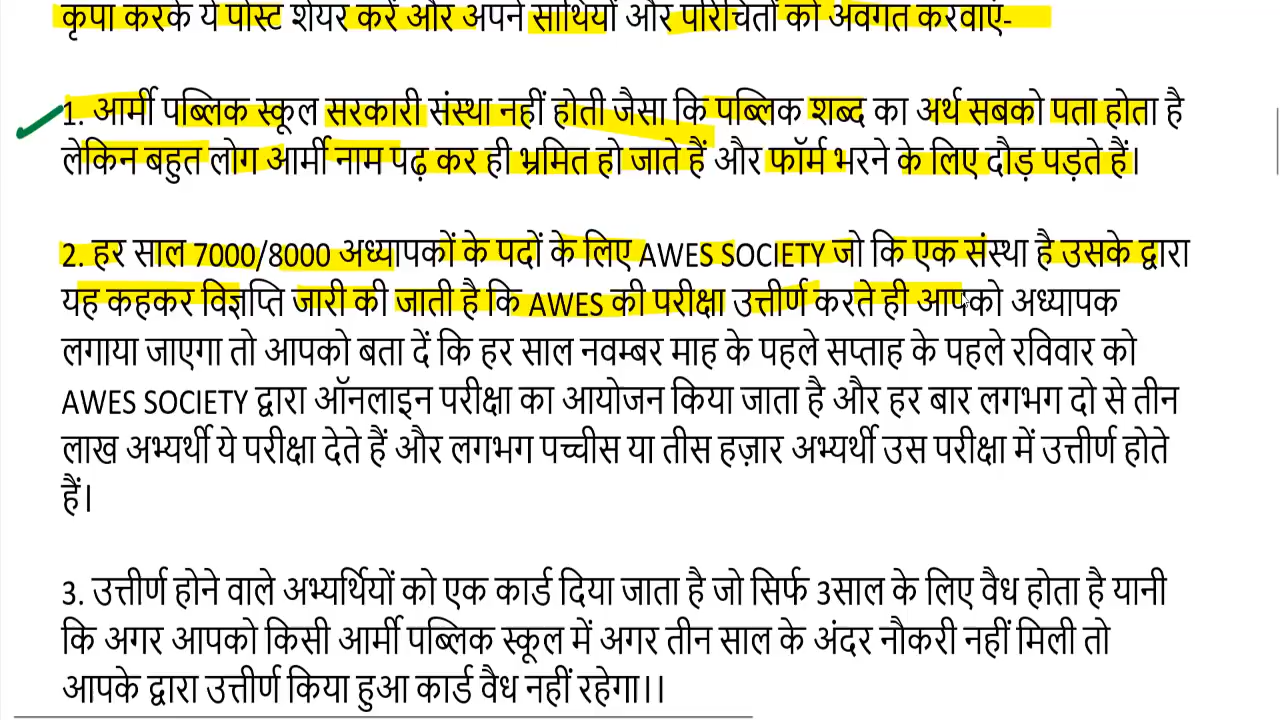 कृपा करके ये पोस्ट शेयर करें और अपने साथियों और परिचितों को अवगत करवाएं-
1. आर्मी पब्लिक स्कूल सरकारी संस्था नहीं होती जैसा कि पब्लिक शब्द का अर्थ सबको पता होता है
लेकिन बहुत लोग आर्मी नाम पढ़ कर ही भ्रमित हो जाते हैं और फॉर्म भरने के लिए दौड़ पड़ते हैं।
2. हर साल 7000/8000 अध्यापकों के पदों के लिए AWES SOCIETY जो कि एक संस्था है उसके द्वारा
यह कहकर विज्ञप्ति जारी की जाती है कि AWES की परीक्षा उत्तीर्ण करते ही आपको अध्यापक
लगाया जाएगा तो आपको बता दें कि हर साल नवम्बर माह के पहले सप्ताह के पहले रविवार को
AWES SOCIETY द्वारा ऑनलाइन परीक्षा का आयोजन किया जाता है और हर बार लगभग दो से तीन
लाख अभ्यर्थी ये परीक्षा देते हैं और लगभग पच्चीस या तीस हज़ार अभ्यर्थी उस परीक्षा में उत्तीर्ण होते
हैं।
3. उत्तीर्ण होने वाले अभ्यर्थियों को एक कार्ड दिया जाता है जो सिर्फ 3साल के लिए वैध होता है यानी
कि अगर आपको किसी आर्मी पब्लिक स्कूल में अगर तीन साल के अंदर नौकरी नहीं मिली तो
आपके द्वारा उत्तीर्ण किया हुआ कार्ड वैध नहीं रहेगा।।